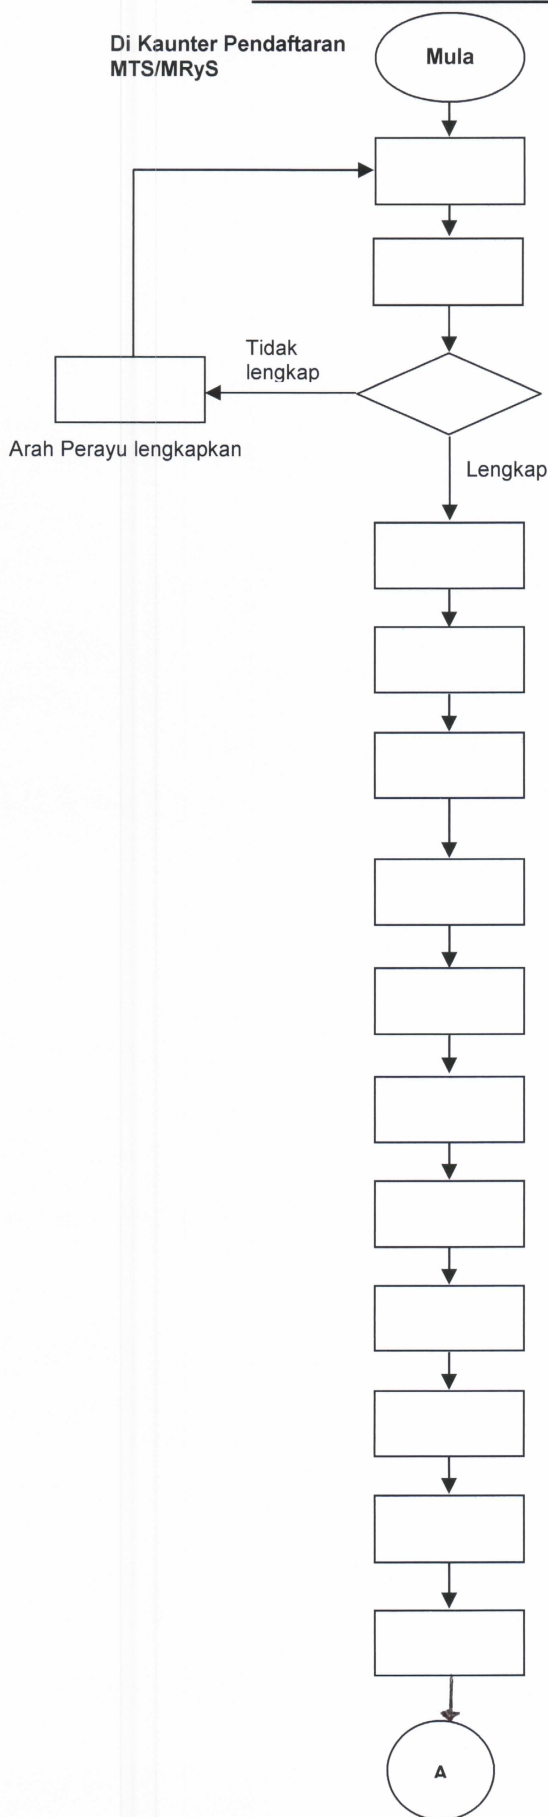 Di Kaunter Pendaftaran
MTS/MRyS
Mula
Tidak
lengkap
Arah Perayu lengkapkan
Lengkap
A